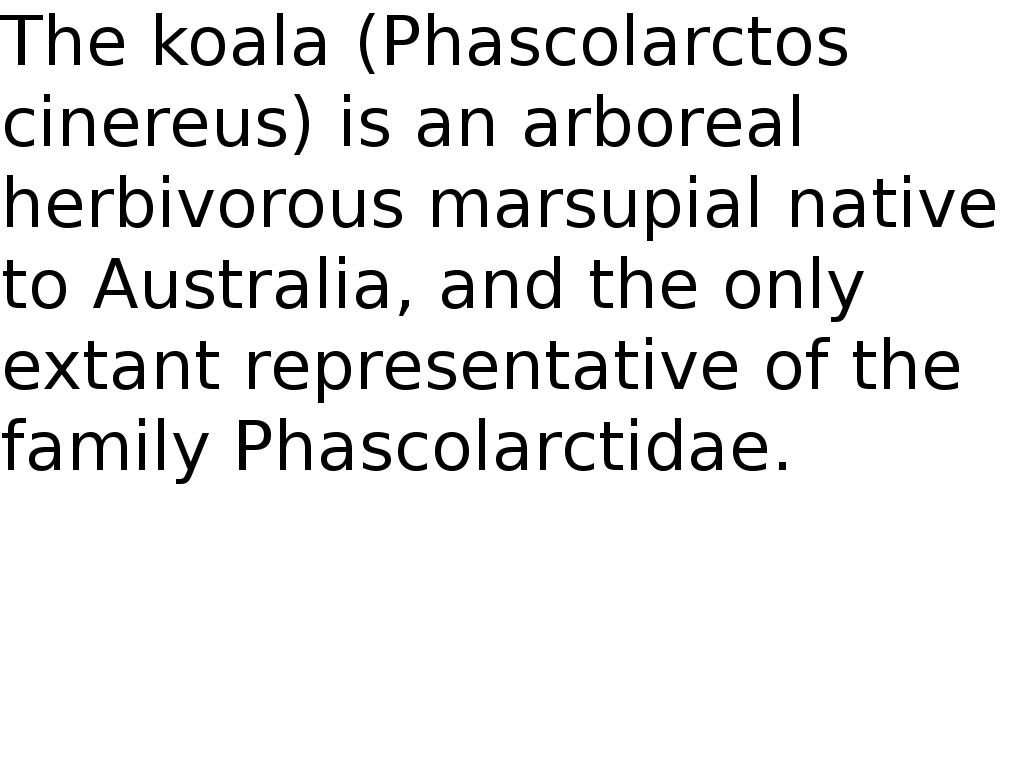 The koala (Phascolarctos
cinereus) is an arboreal
herbivorous marsupial native
to Australia, and the only
extant representative of the
family Phascolarctidae.